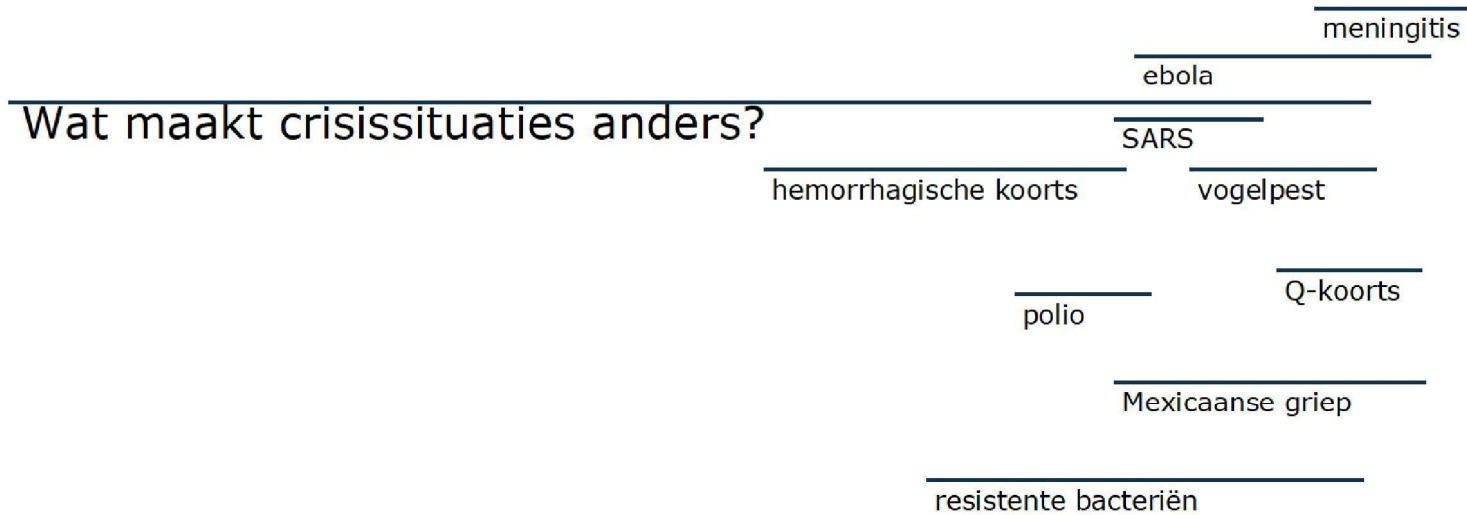 meningitis
ebola
Wat maakt crisissituaties anders?
SARS
hemorrhagische koorts
vogelpest
Q-koorts
polio
Mexicaanse griep
resistente bacteriën